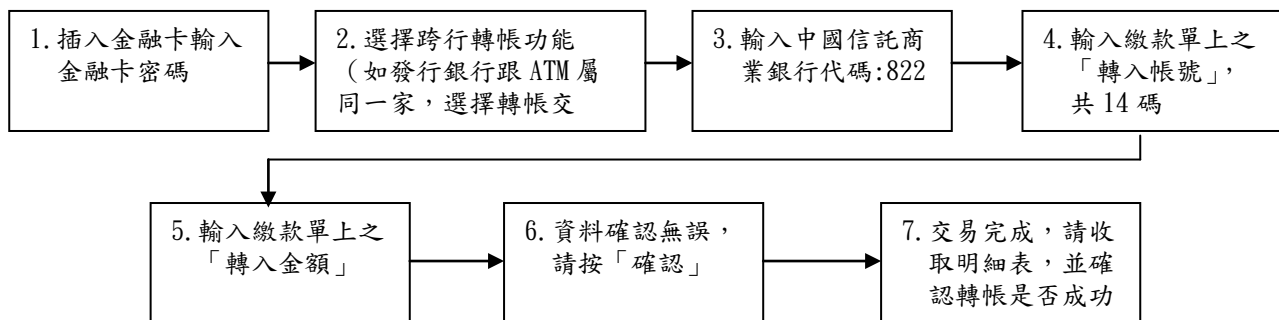 1.插入金融卡輸入
金融卡密碼
2.選擇跨行轉帳功能
（如發行銀行跟 ATM 屬
同一家，選擇轉帳交
3.輸入中國信託商
業銀行代碼:822
4.輸入繳款單上之
「轉入帳號」，
共 14 碼
5.輸入繳款單上之
「轉入金額」
6.資料確認無誤，
請按「確認」
7.交易完成，請收
取明細表，並確
認轉帳是否成功